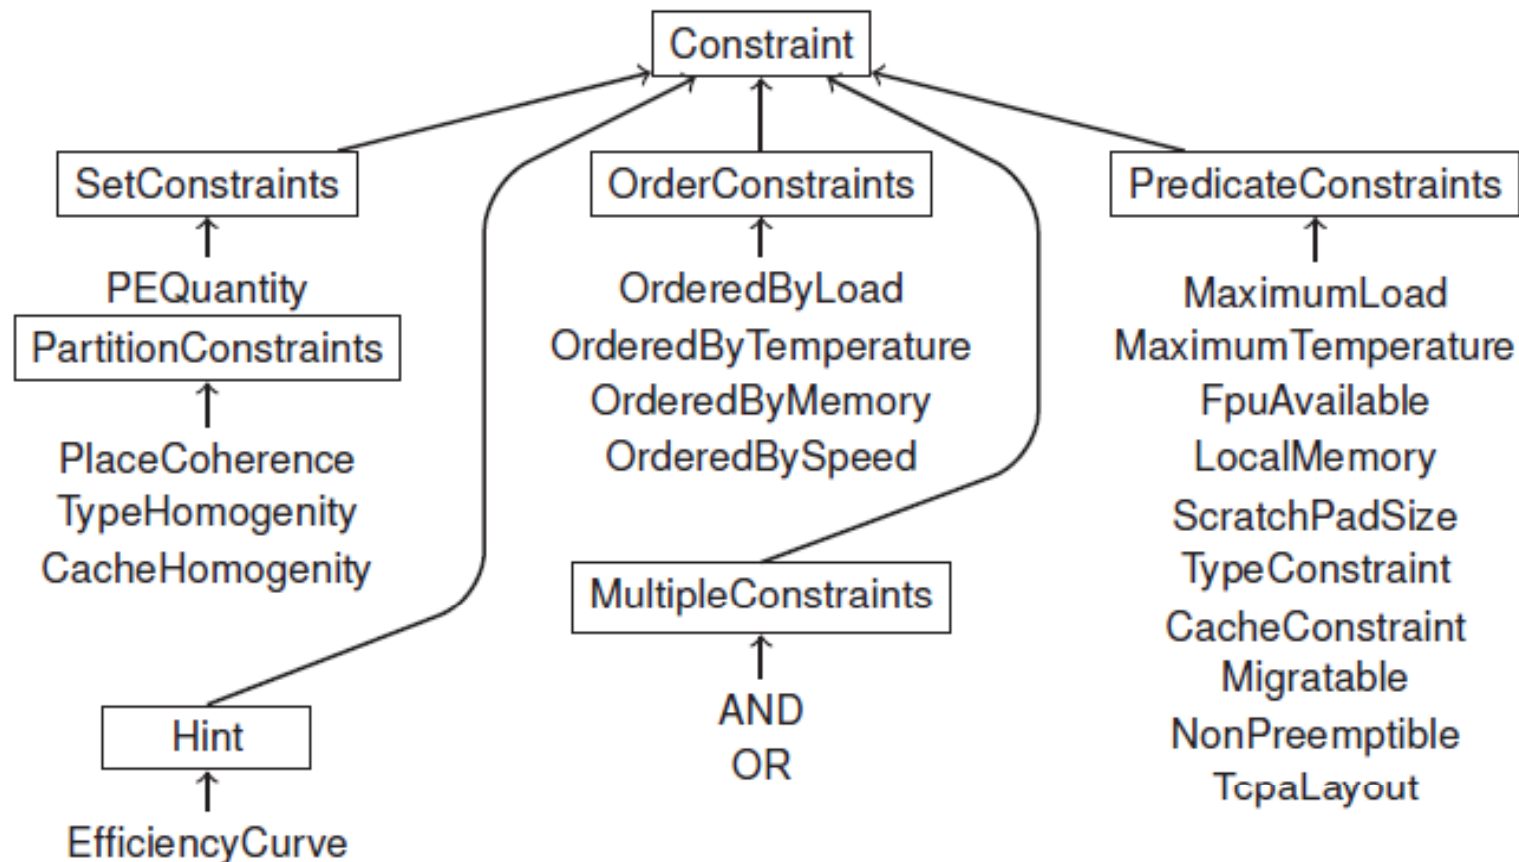 Constraint
SetConstraints
PEQuantity
PartitionConstraints
PlaceCoherence
TypeHomogenity
CacheHomogenity
Hint
EfficiencyCurve
OrderConstraints
OrderedByLoad
OrderedByTemperature
OrderedByMemory
OrderedBySpeed
MultipleConstraints
AND
OR
PredicateConstraints
MaximumLoad
MaximumTemperature
FpuAvailable
LocalMemory
ScratchPadSize
TypeConstraint
CacheConstraint
Migratable
NonPreemptible
TcpaLayout